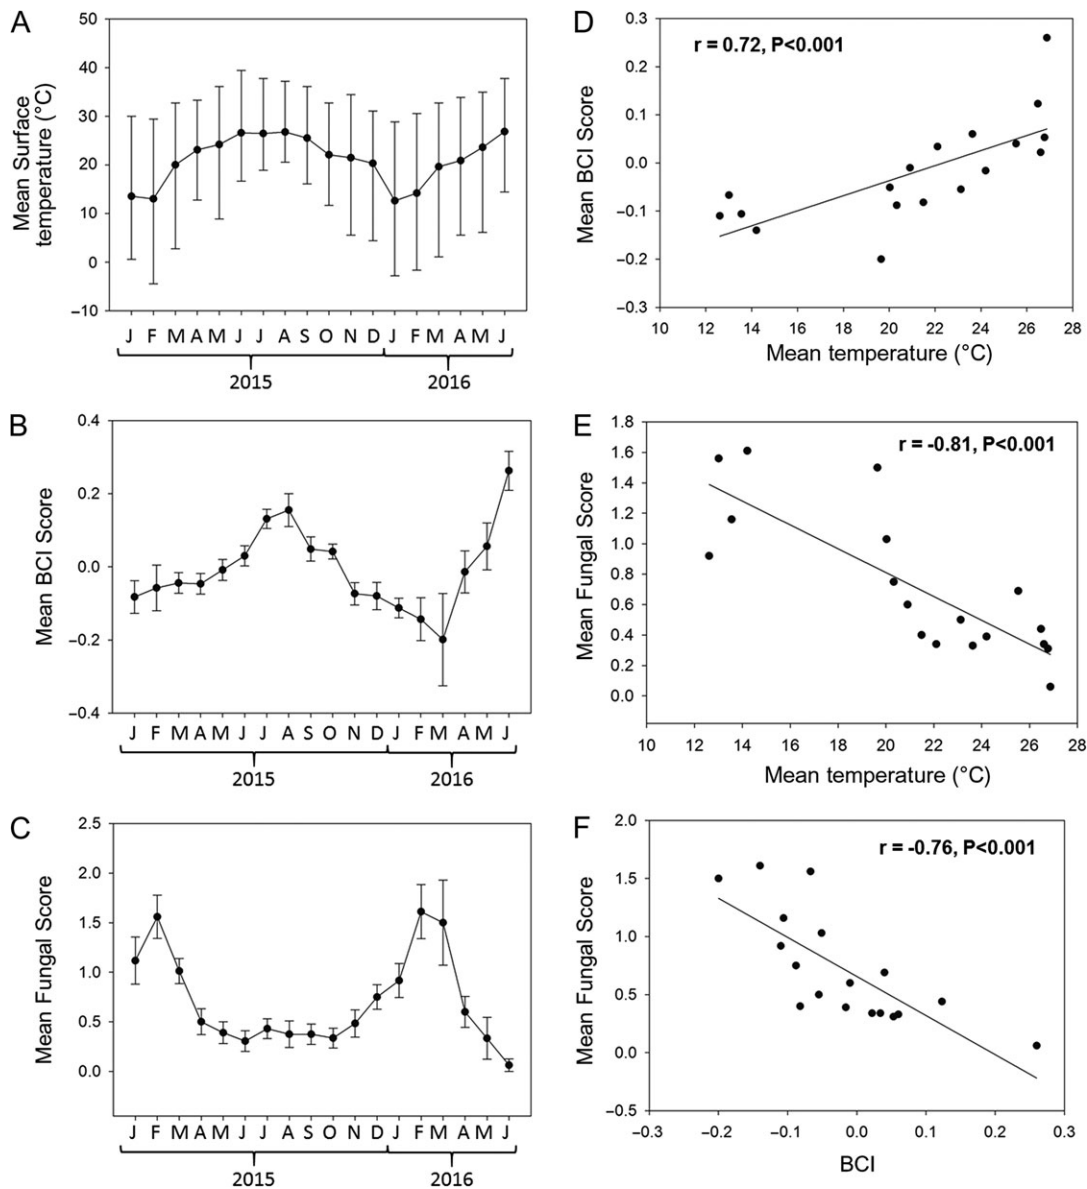 A
Mean Surface
temperature (°C)
50
40
30
20
10
0
−10
J F M A M J J A S O N D J F M A M J
2015 2016
B
Mean BCI Score
0.4
0.2
0.0
−0.2
−0.4
J F M A M J J A S O N D J F M A M J
2015 2016
C
Mean Fungal Score
2.5
2.0
1.5
1.0
0.5
0.0
J F M A M J J A S O N D J F M A M J
2015 2016
D
r = 0.72, P<0.001
Mean BCI Score
0.3
0.2
0.1
0.0
−0.1
−0.2
−0.3
10 12 14 16 18 20 22 24 26 28
Mean temperature (°C)
E
r = -0.81, P<0.001
Mean Fungal Score
1.8
1.6
1.4
1.2
1.0
0.8
0.6
0.4
0.2
0.0
10 12 14 16 18 20 22 24 26 28
Mean temperature (°C)
F
r = -0.76, P<0.001
Mean Fungal Score
2.0
1.5
1.0
0.5
0.0
−0.5
−0.3 −0.2 −0.1 0.0 0.1 0.2 0.3
BCI